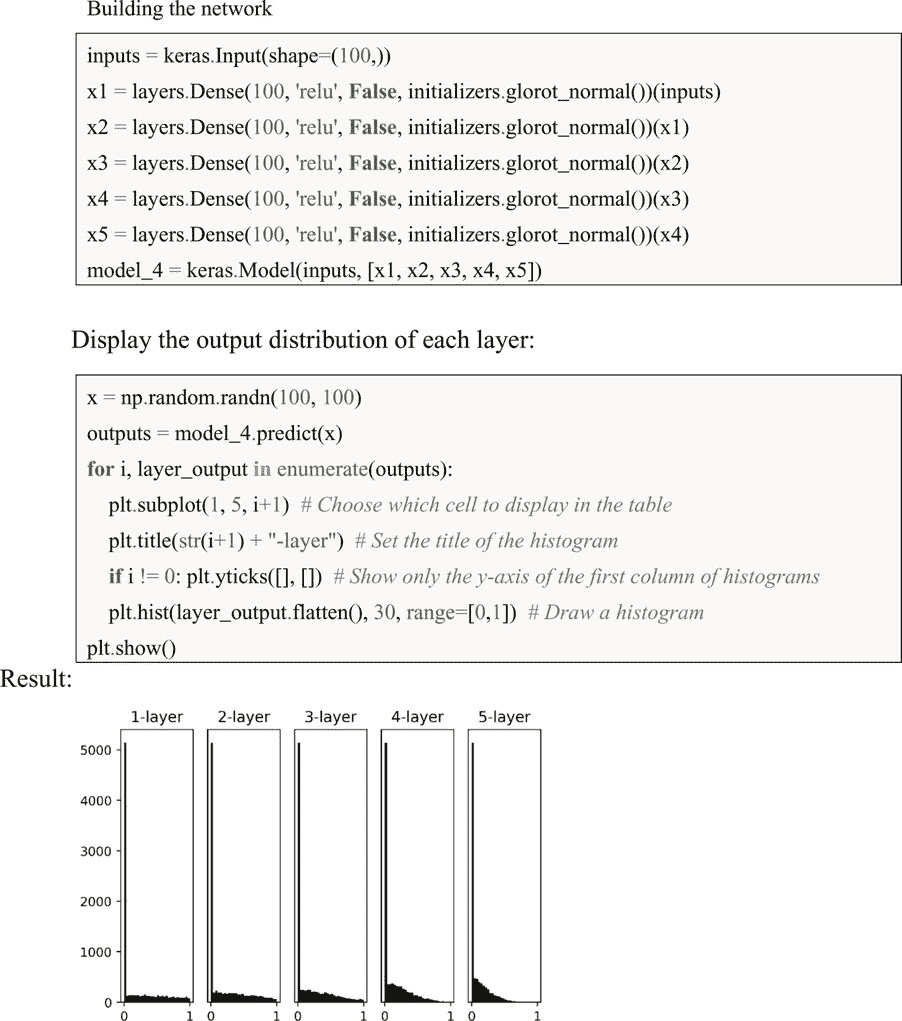 Building the network
inputs = keras.Input(shape=(100,))
x1 = layers.Dense(100, 'relu', False, initializers.glorot_normal())(inputs)
x2 = layers.Dense(100, 'relu', False, initializers.glorot_normal())(x1)
x3 = layers.Dense(100, 'relu', False, initializers.glorot_normal())(x2)
x4 = layers.Dense(100, 'relu', False, initializers.glorot_normal())(x3)
x5 = layers.Dense(100, 'relu', False, initializers.glorot_normal())(x4)
model_4 = keras.Model(inputs, [x1, x2, x3, x4, x5])
Display the output distribution of each layer:
x = np.random.randn(100, 100)
outputs = model_4.predict(x)
for i, layer_output in enumerate(outputs):
plt.subplot(1, 5, i+1) # Choose which cell to display in the table
plt.title(str(i+1) + "-layer") # Set the title of the histogram
if i != 0: plt.yticks([], []) # Show only the y-axis of the first column of histograms
plt.hist(layer_output.flatten(), 30, range=[0,1]) # Draw a histogram
plt.show()
Result:
1-layer 2-layer 3-layer 4-layer 5-layer
5000
4000
3000
2000
1000
0
0 1 0 1 0 1 0 1 0 1